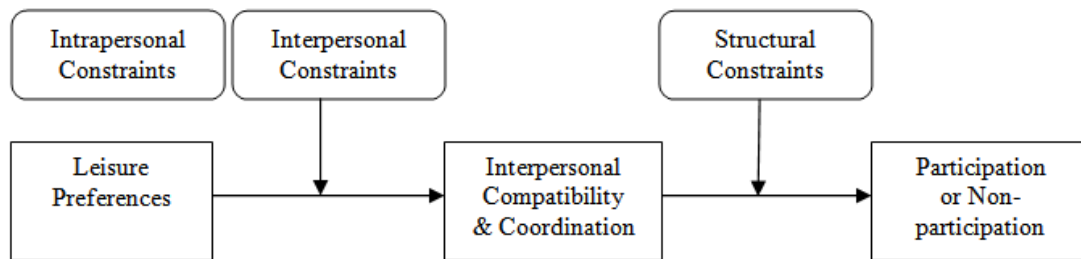 Intrapersonal
Constraints
Interpersonal
Constraints
Structural
Constraints
Leisure
Preferences
Interpersonal
Compatibility
& Coordination
Participation
or Non-
participation